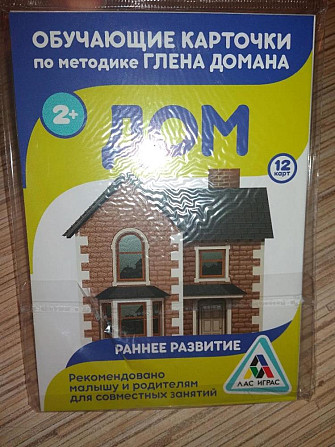 ОБУЧАЮЩИЕ КАРТОЧКИ
по методике ГЛЕНА ДОМАНА
2+
ДОМ
12
карт
РАННЕЕ РАЗВИТИЕ
Рекомендовано
малышу и родителям
для совместных занятий
ЛАС ИГРАС